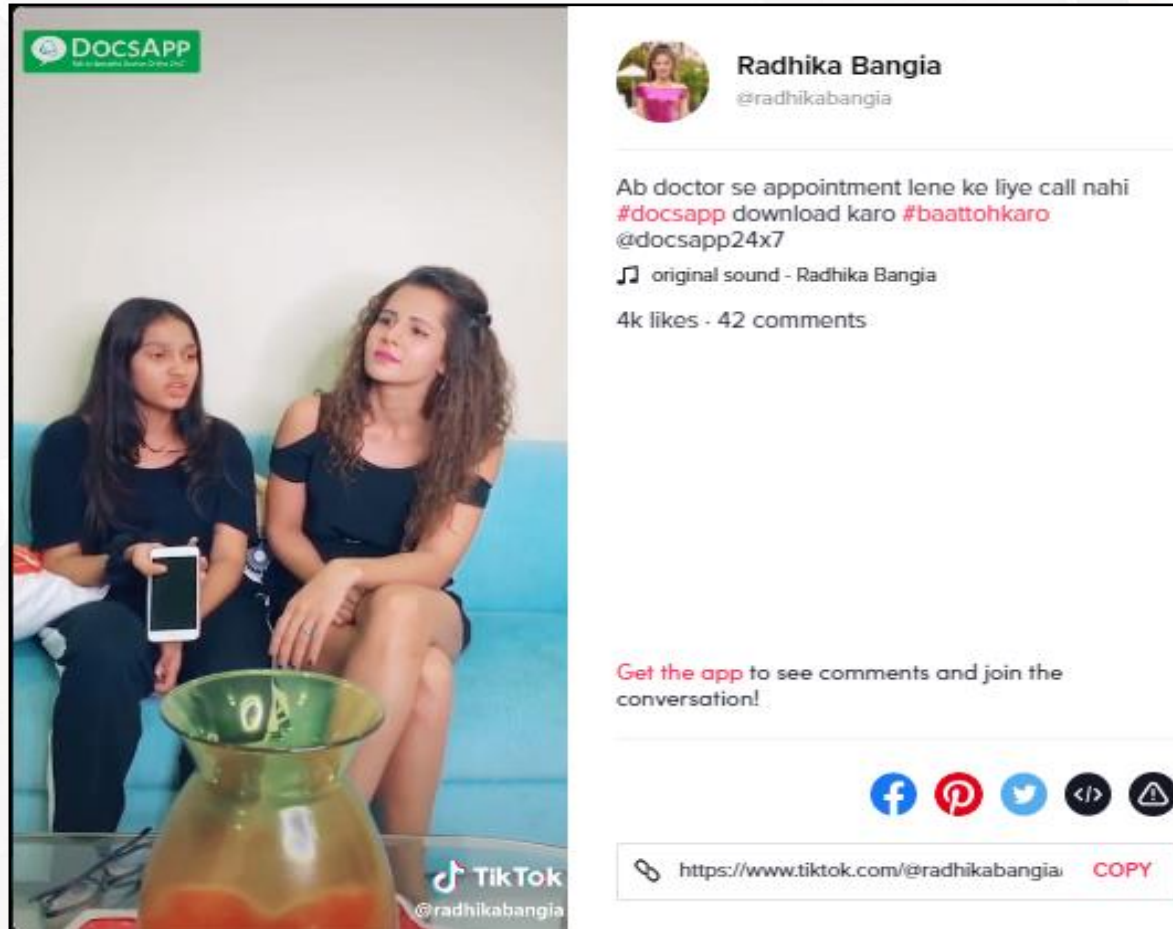 DOCSAPP
Radhika Bangia
@radhikabangia
Ab doctor se appointment lene ke liye call nahi
#docsapp download karo #baattohkaro
@docsapp24x7
original sound - Radhika Bangia
4k likes · 42 comments
Get the app to see comments and join the
conversation!
https://www.tiktok.com/@radhikabangia/
COPY
TikTok
@radhikabangia